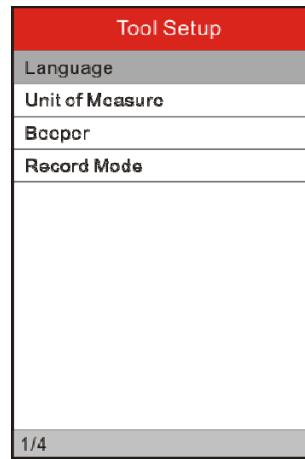 Tool Setup
Language
Unit of Measure
Beeper
Record Mode
1/4